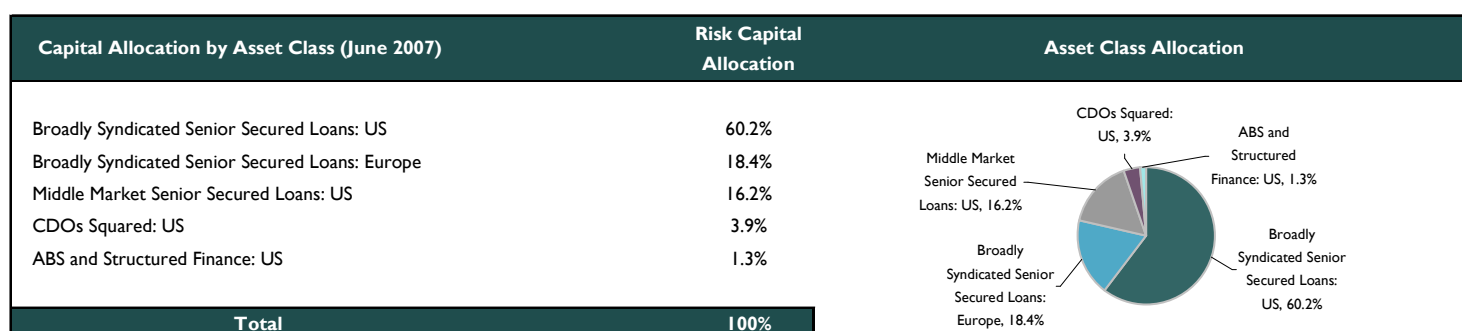 Capital Allocation by Asset Class (June 2007)
Risk Capital
Allocation
Asset Class Allocation
Broadly Syndicated Senior Secured Loans: US 60.2%
Broadly Syndicated Senior Secured Loans: Europe 18.4%
Middle Market Senior Secured Loans: US 16.2%
CDOs Squared: US 3.9%
ABS and Structured Finance: US 1.3%
Total 100%
CDOs Squared:
US, 3.9%
ABS and
Structured
Finance: US, 1.3%
Middle Market
Senior Secured
Loans: US, 16.2%
Broadly
Syndicated Senior
Secured Loans:
Europe, 18.4%
Broadly
Syndicated Senior
Secured Loans:
US, 60.2%